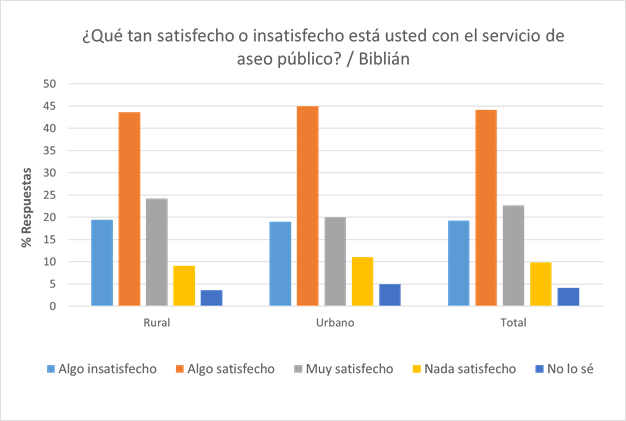 ¿Qué tan satisfecho o insatisfecho está usted con el servicio de
aseo público? / Biblián
50
45
40
35
30
25
20
15
10
5
0
% Respuestas
Rural Urbano Total
Algo insatisfecho Algo satisfecho Muy satisfecho Nada satisfecho No lo sé